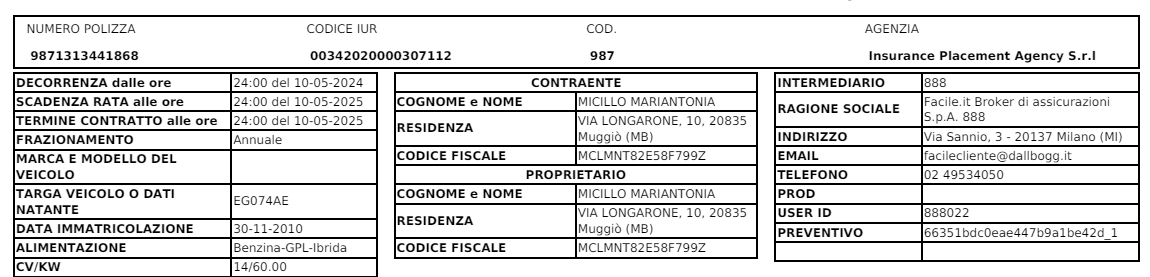 NUMERO POLIZZA CODICE IUR COD. AGENZIA
9871313441868 00342020000307112 987 Insurance Placement Agency S.r.l
DECORRENZA dalle ore 24:00 del 10-05-2024
SCADENZA RATA alle ore 24:00 del 10-05-2025
TERMINE CONTRATTO alle ore 24:00 del 10-05-2025
FRAZIONAMENTO Annuale
MARCA E MODELLO DEL
VEICOLO
TARGA VEICOLO O DATI
NATANTE EG074AE
DATA IMMATRICOLAZIONE 30-11-2010
ALIMENTAZIONE Benzina-GPL-Ibrida
CV/KW 14/60.00
CONTRAENTE
COGNOME e NOME MICILLO MARIANTONIA
RESIDENZA VIA LONGARONE, 10, 20835
Muggiò (MB)
CODICE FISCALE MCLMNT82E58F799Z
PROPRIETARIO
COGNOME e NOME MICILLO MARIANTONIA
RESIDENZA VIA LONGARONE, 10, 20835
Muggiò (MB)
CODICE FISCALE MCLMNT82E58F799Z
INTERMEDIARIO 888
RAGIONE SOCIALE Facile.it Broker di assicurazioni
S.p.A. 888
INDIRIZZO Via Sannio, 3 - 20137 Milano (MI)
EMAIL facilecliente@dallbogg.it
TELEFONO 02 49534050
PROD
USER ID 888022
PREVENTIVO 66351bdc0eae447b9a1be42d_1